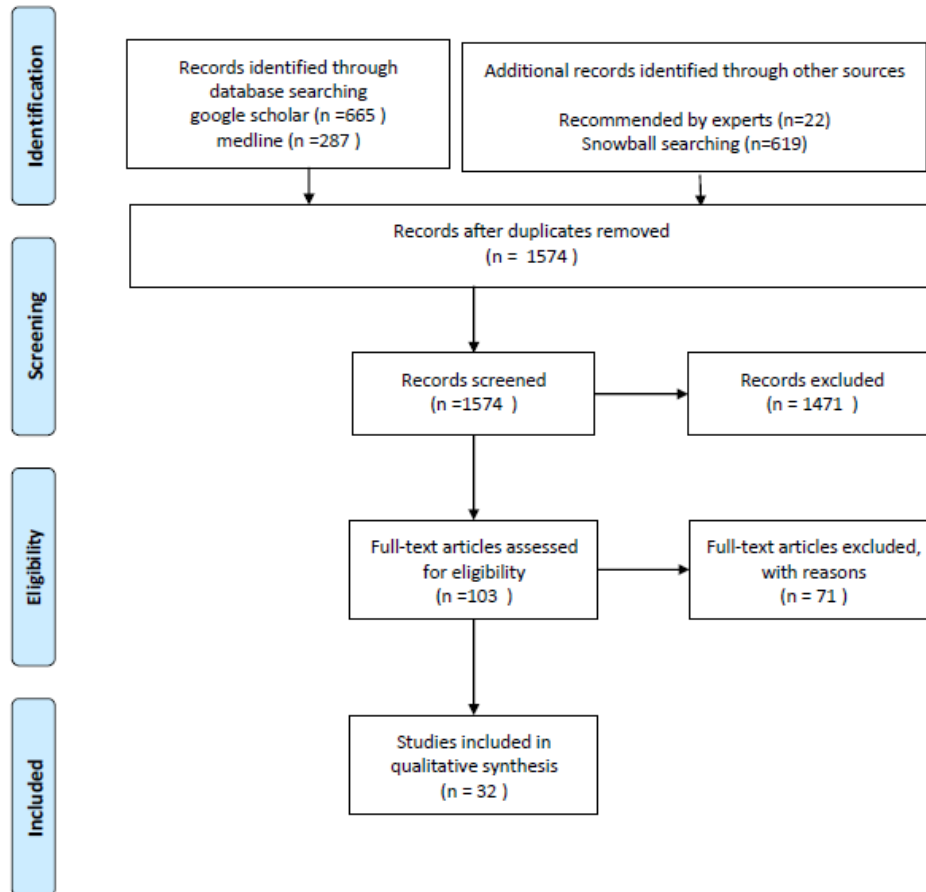 Identification
Records identified through
database searching
google scholar (n =665 )
medline (n =287 )
Additional records identified through other sources
Recommended by experts (n=22)
Snowball searching (n=619)
Records after duplicates removed
(n = 1574 )
Screening
Records screened
(n =1574 )
Records excluded
(n = 1471 )
Eligibility
Full-text articles assessed
for eligibility
(n =103 )
Full-text articles excluded,
with reasons
(n = 71 )
Included
Studies included in
qualitative synthesis
(n = 32 )